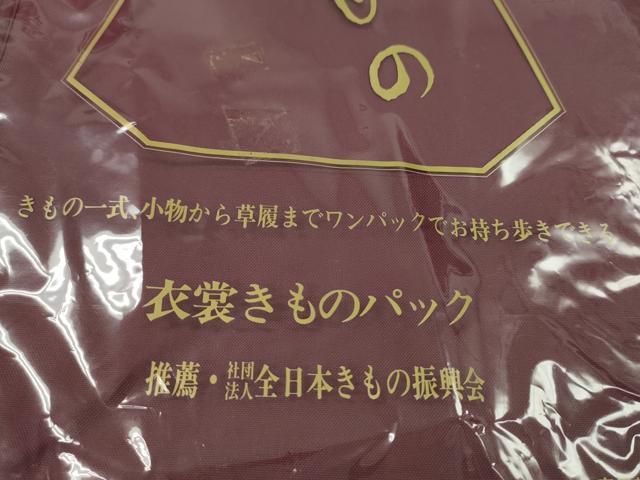 の
きもの一式、小物から草履までワンパックでお持ち歩きできる
衣裳きものパック
推薦・社団法人全日本きもの振興会